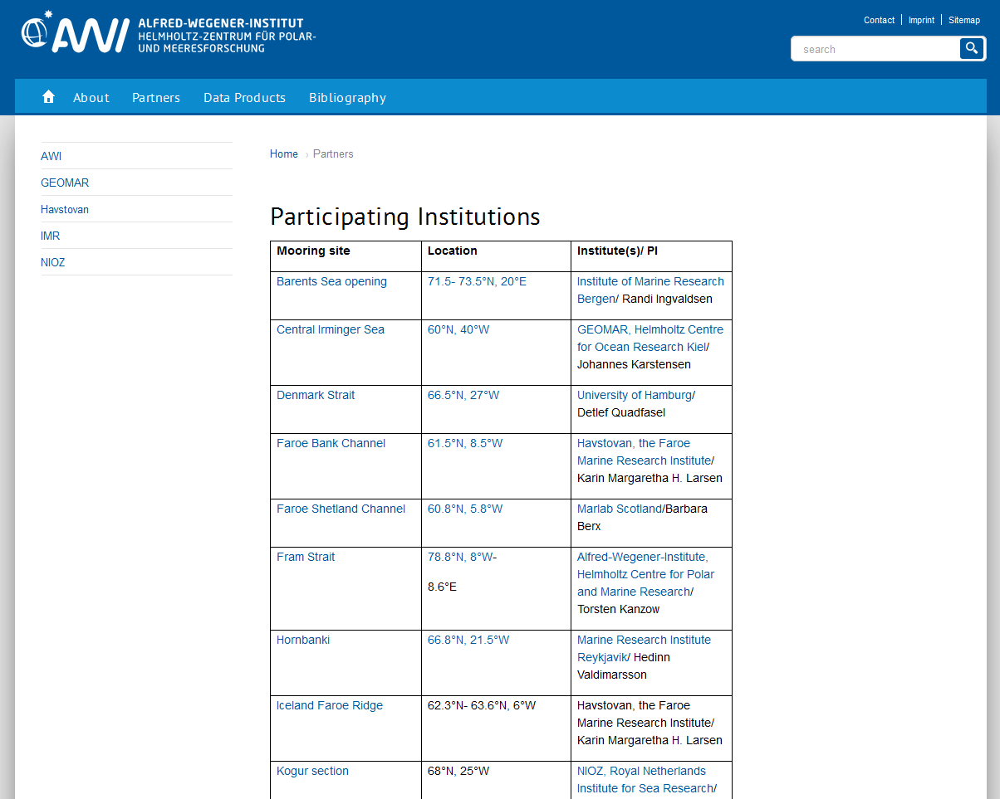 AWI
ALFRED-WEGENER-INSTITUT
HELMHOLTZ-ZENTRUM FÜR POLAR-
UND MEERESFORSCHUNG
Contact
Imprint
Sitemap
search
About
Partners
Data Products
Bibliography
AWI
GEOMAR
Havstovan
IMR
NIOZ
Home › Partners
Participating Institutions
Mooring site
Location
Institute(s)/ PI
Barents Sea opening
71.5- 73.5°N, 20°E
Institute of Marine Research
Bergen/ Randi Ingvaldsen
Central Irminger Sea
60°N, 40°W
GEOMAR, Helmholtz Centre
for Ocean Research Kiel/
Johannes Karstensen
Denmark Strait
66.5°N, 27°W
University of Hamburg/
Detlef Quadfasel
Faroe Bank Channel
61.5°N, 8.5°W
Havstovan, the Faroe
Marine Research Institute/
Karin Margaretha H. Larsen
Faroe Shetland Channel
60.8°N, 5.8°W
Marlab Scotland/Barbara
Berx
Fram Strait
78.8°N, 8°W-
8.6°E
Alfred-Wegener-Institute,
Helmholtz Centre for Polar
and Marine Research/
Torsten Kanzow
Hornbanki
66.8°N, 21.5°W
Marine Research Institute
Reykjavik/ Hedinn
Valdimarsson
Iceland Faroe Ridge
62.3°N- 63.6°N, 6°W
Havstovan, the Faroe
Marine Research Institute/
Karin Margaretha H. Larsen
Kogur section
68°N, 25°W
NIOZ, Royal Netherlands
Institute for Sea Research/